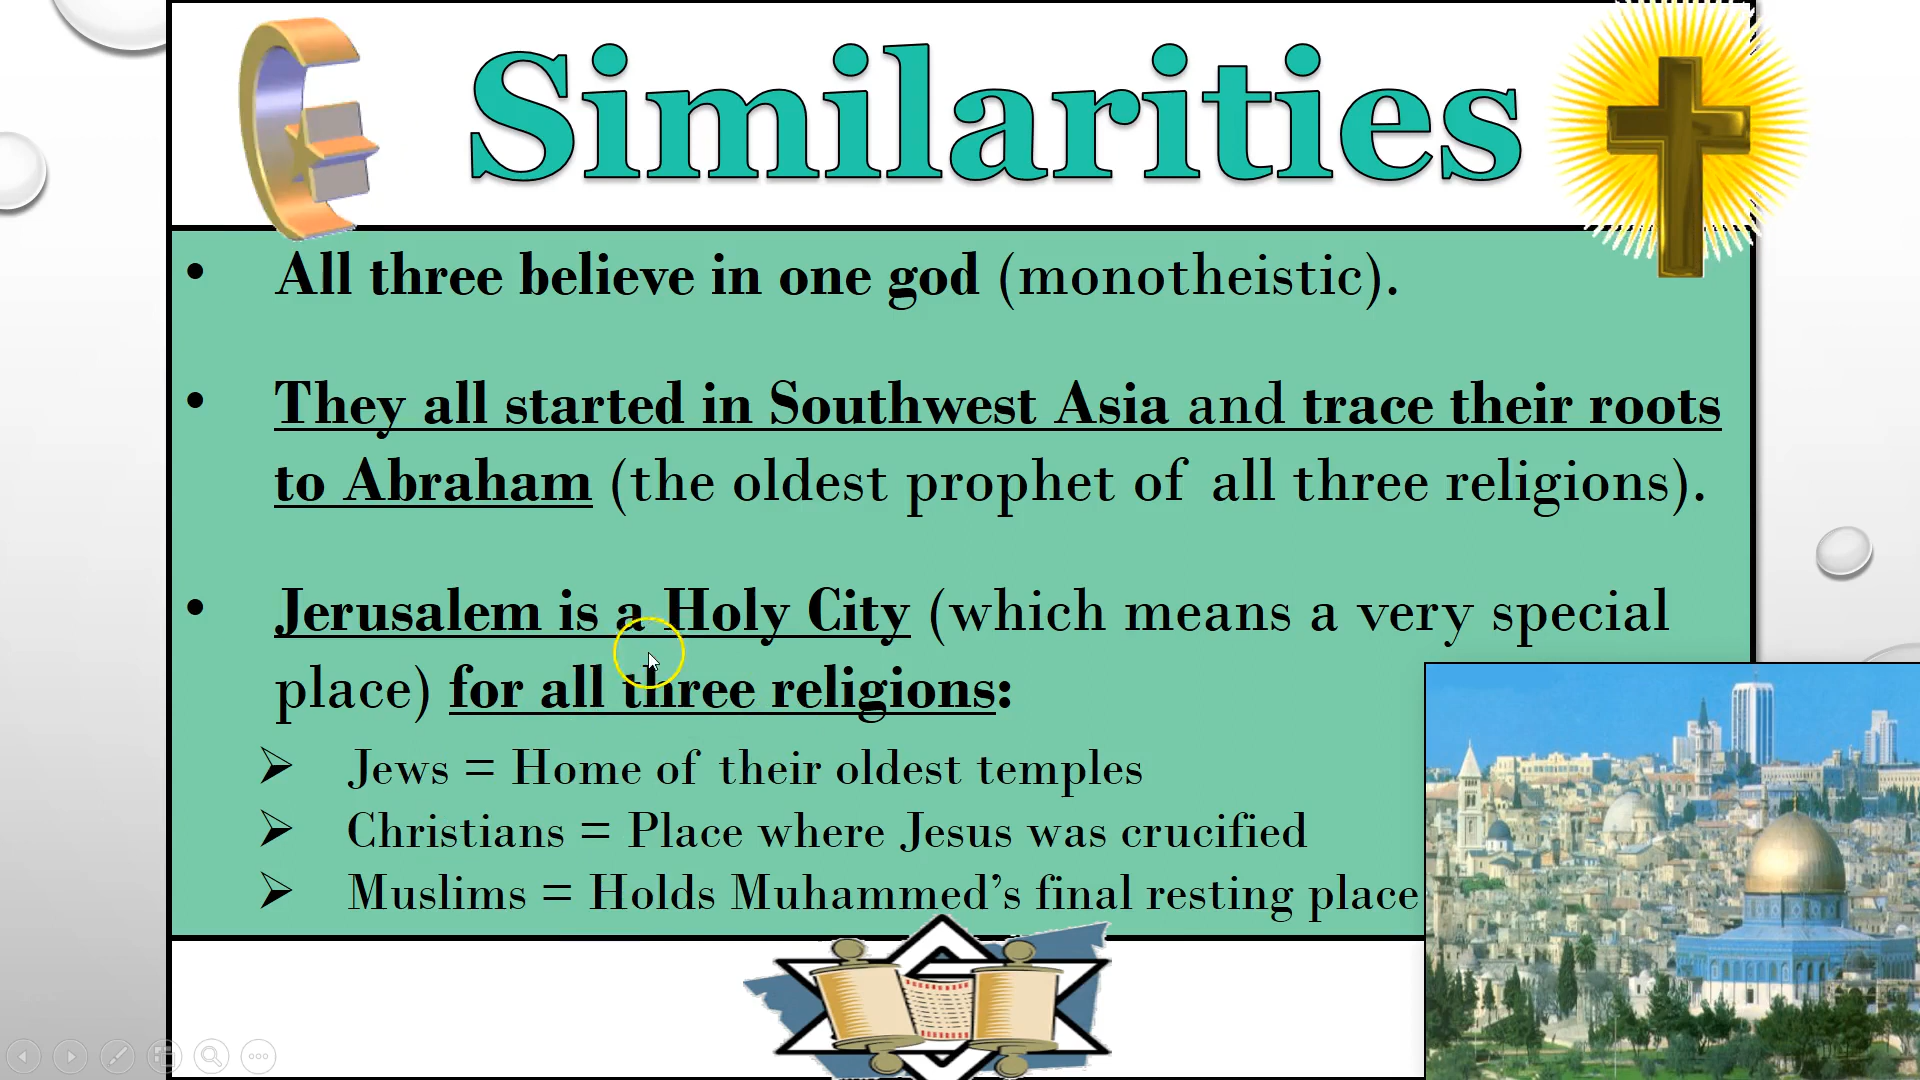 Similarities
• All three believe in one god (monotheistic).
• They all started in Southwest Asia and trace their roots
to Abraham (the oldest prophet of all three religions).
• Jerusalem is a Holy City (which means a very special
place) for all three religions:
➢ Jews = Home of their oldest temples
➢ Christians = Place where Jesus was crucified
➢ Muslims = Holds Muhammed’s final resting place